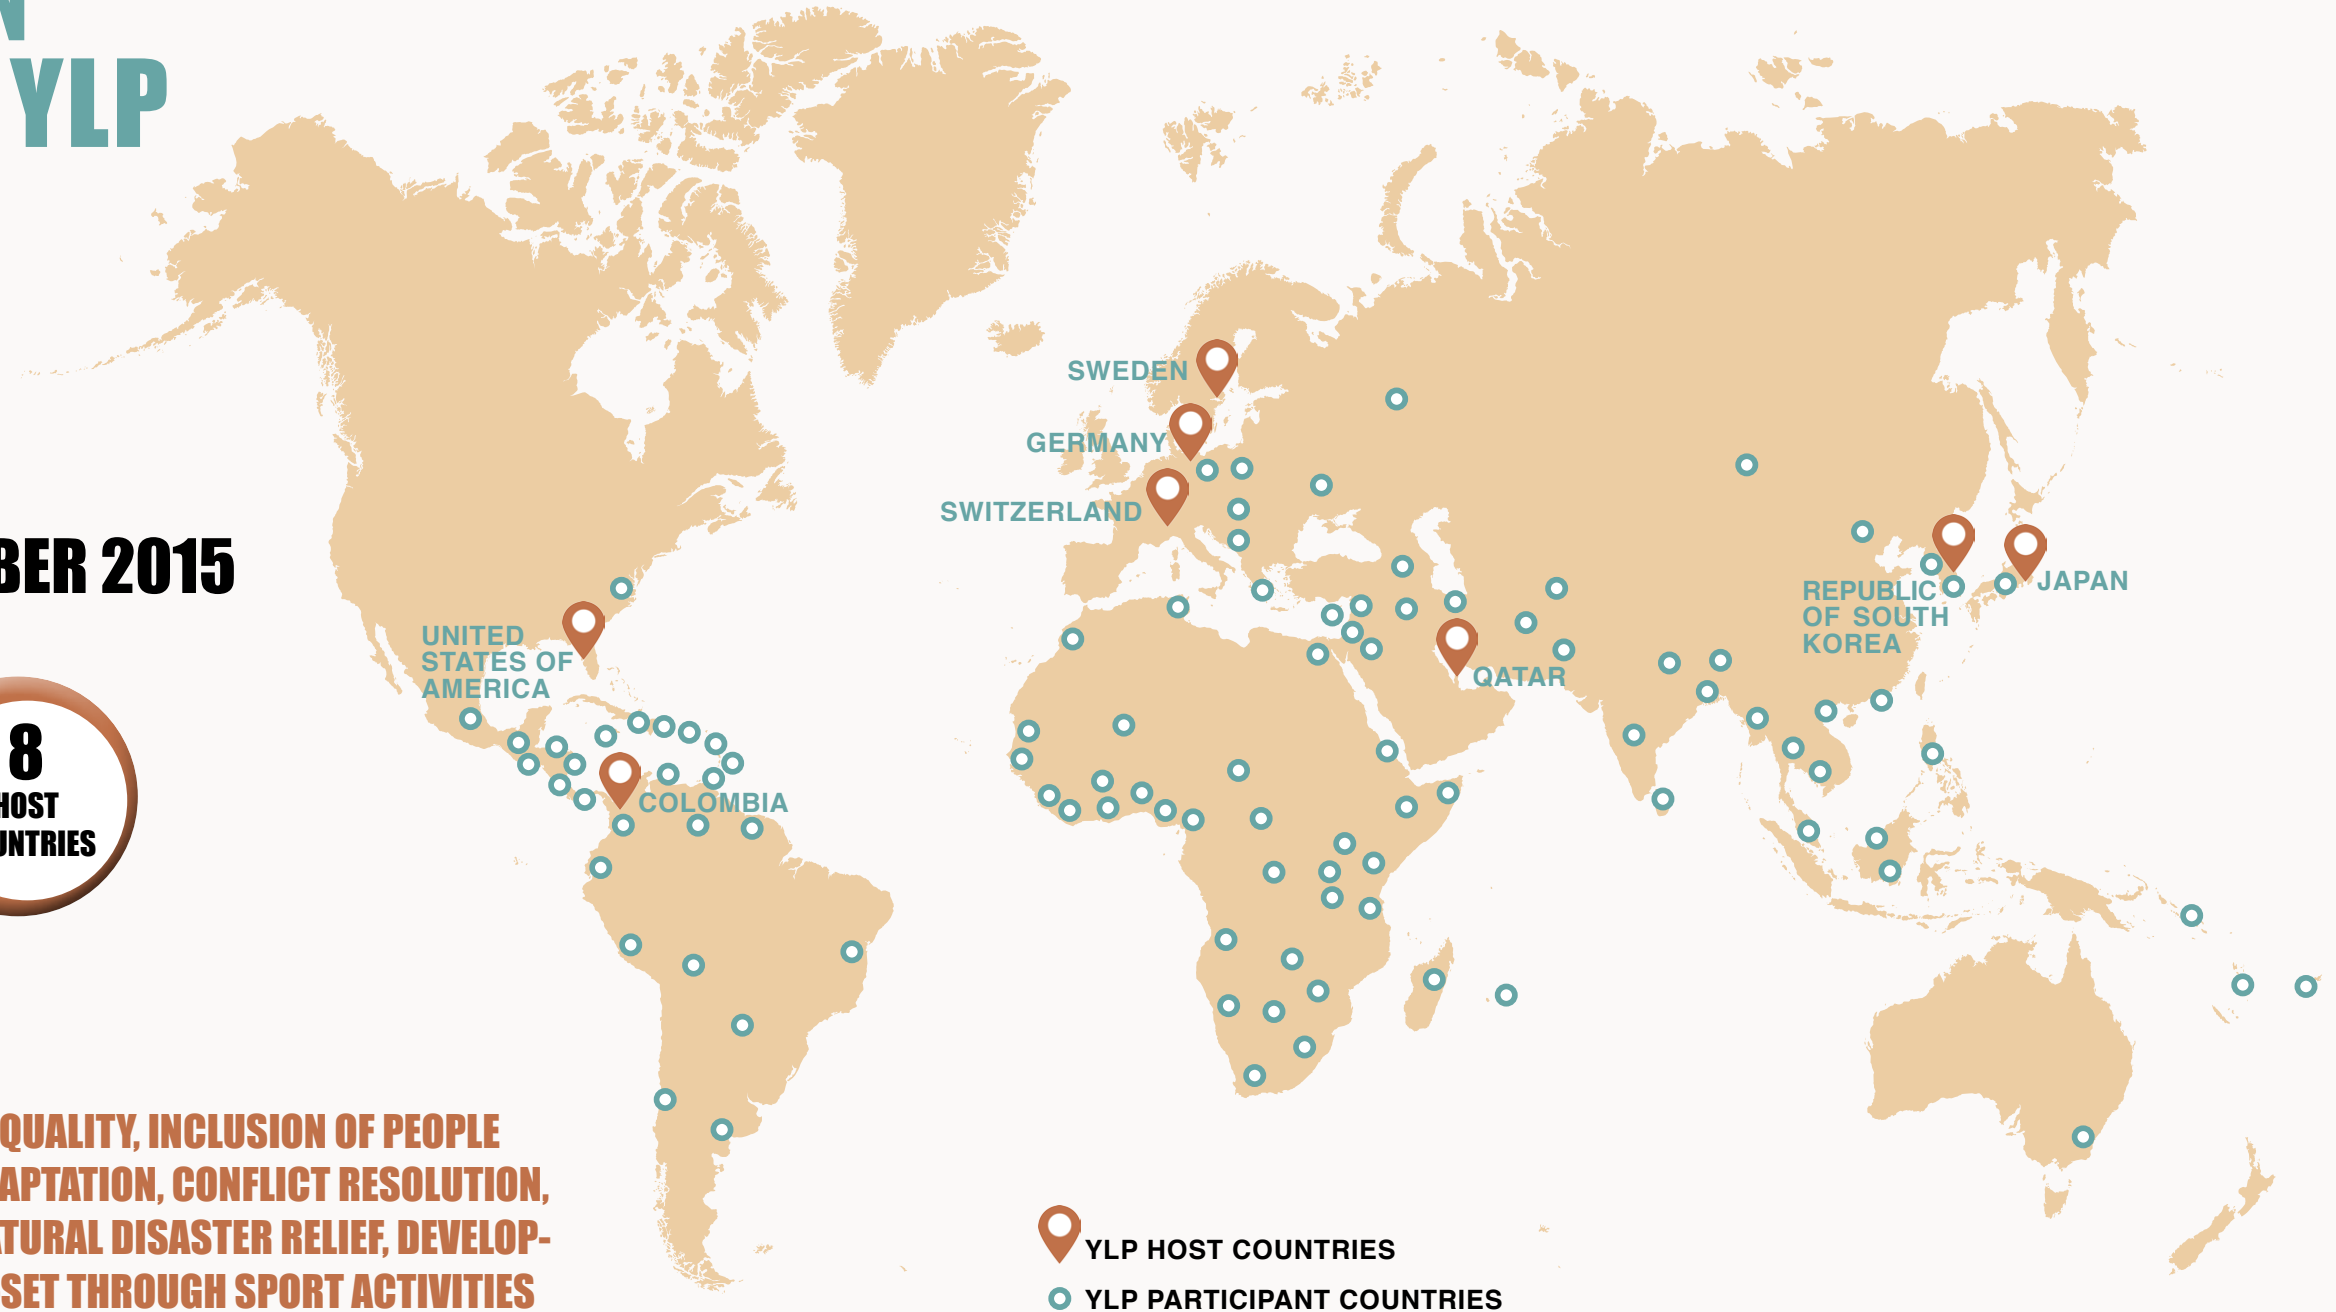 N
YLP
BER 2015
8
HOST
UNTRIES
QUALITY, INCLUSION OF PEOPLE
APTATION, CONFLICT RESOLUTION,
TURAL DISASTER RELIEF, DEVELOP-
SET THROUGH SPORT ACTIVITIES
SWEDEN
GERMANY
SWITZERLAND
UNITED
STATES OF
AMERICA
COLOMBIA
QATAR
REPUBLIC
OF SOUTH
KOREA
JAPAN
YLP HOST COUNTRIES
YLP PARTICIPANT COUNTRIES